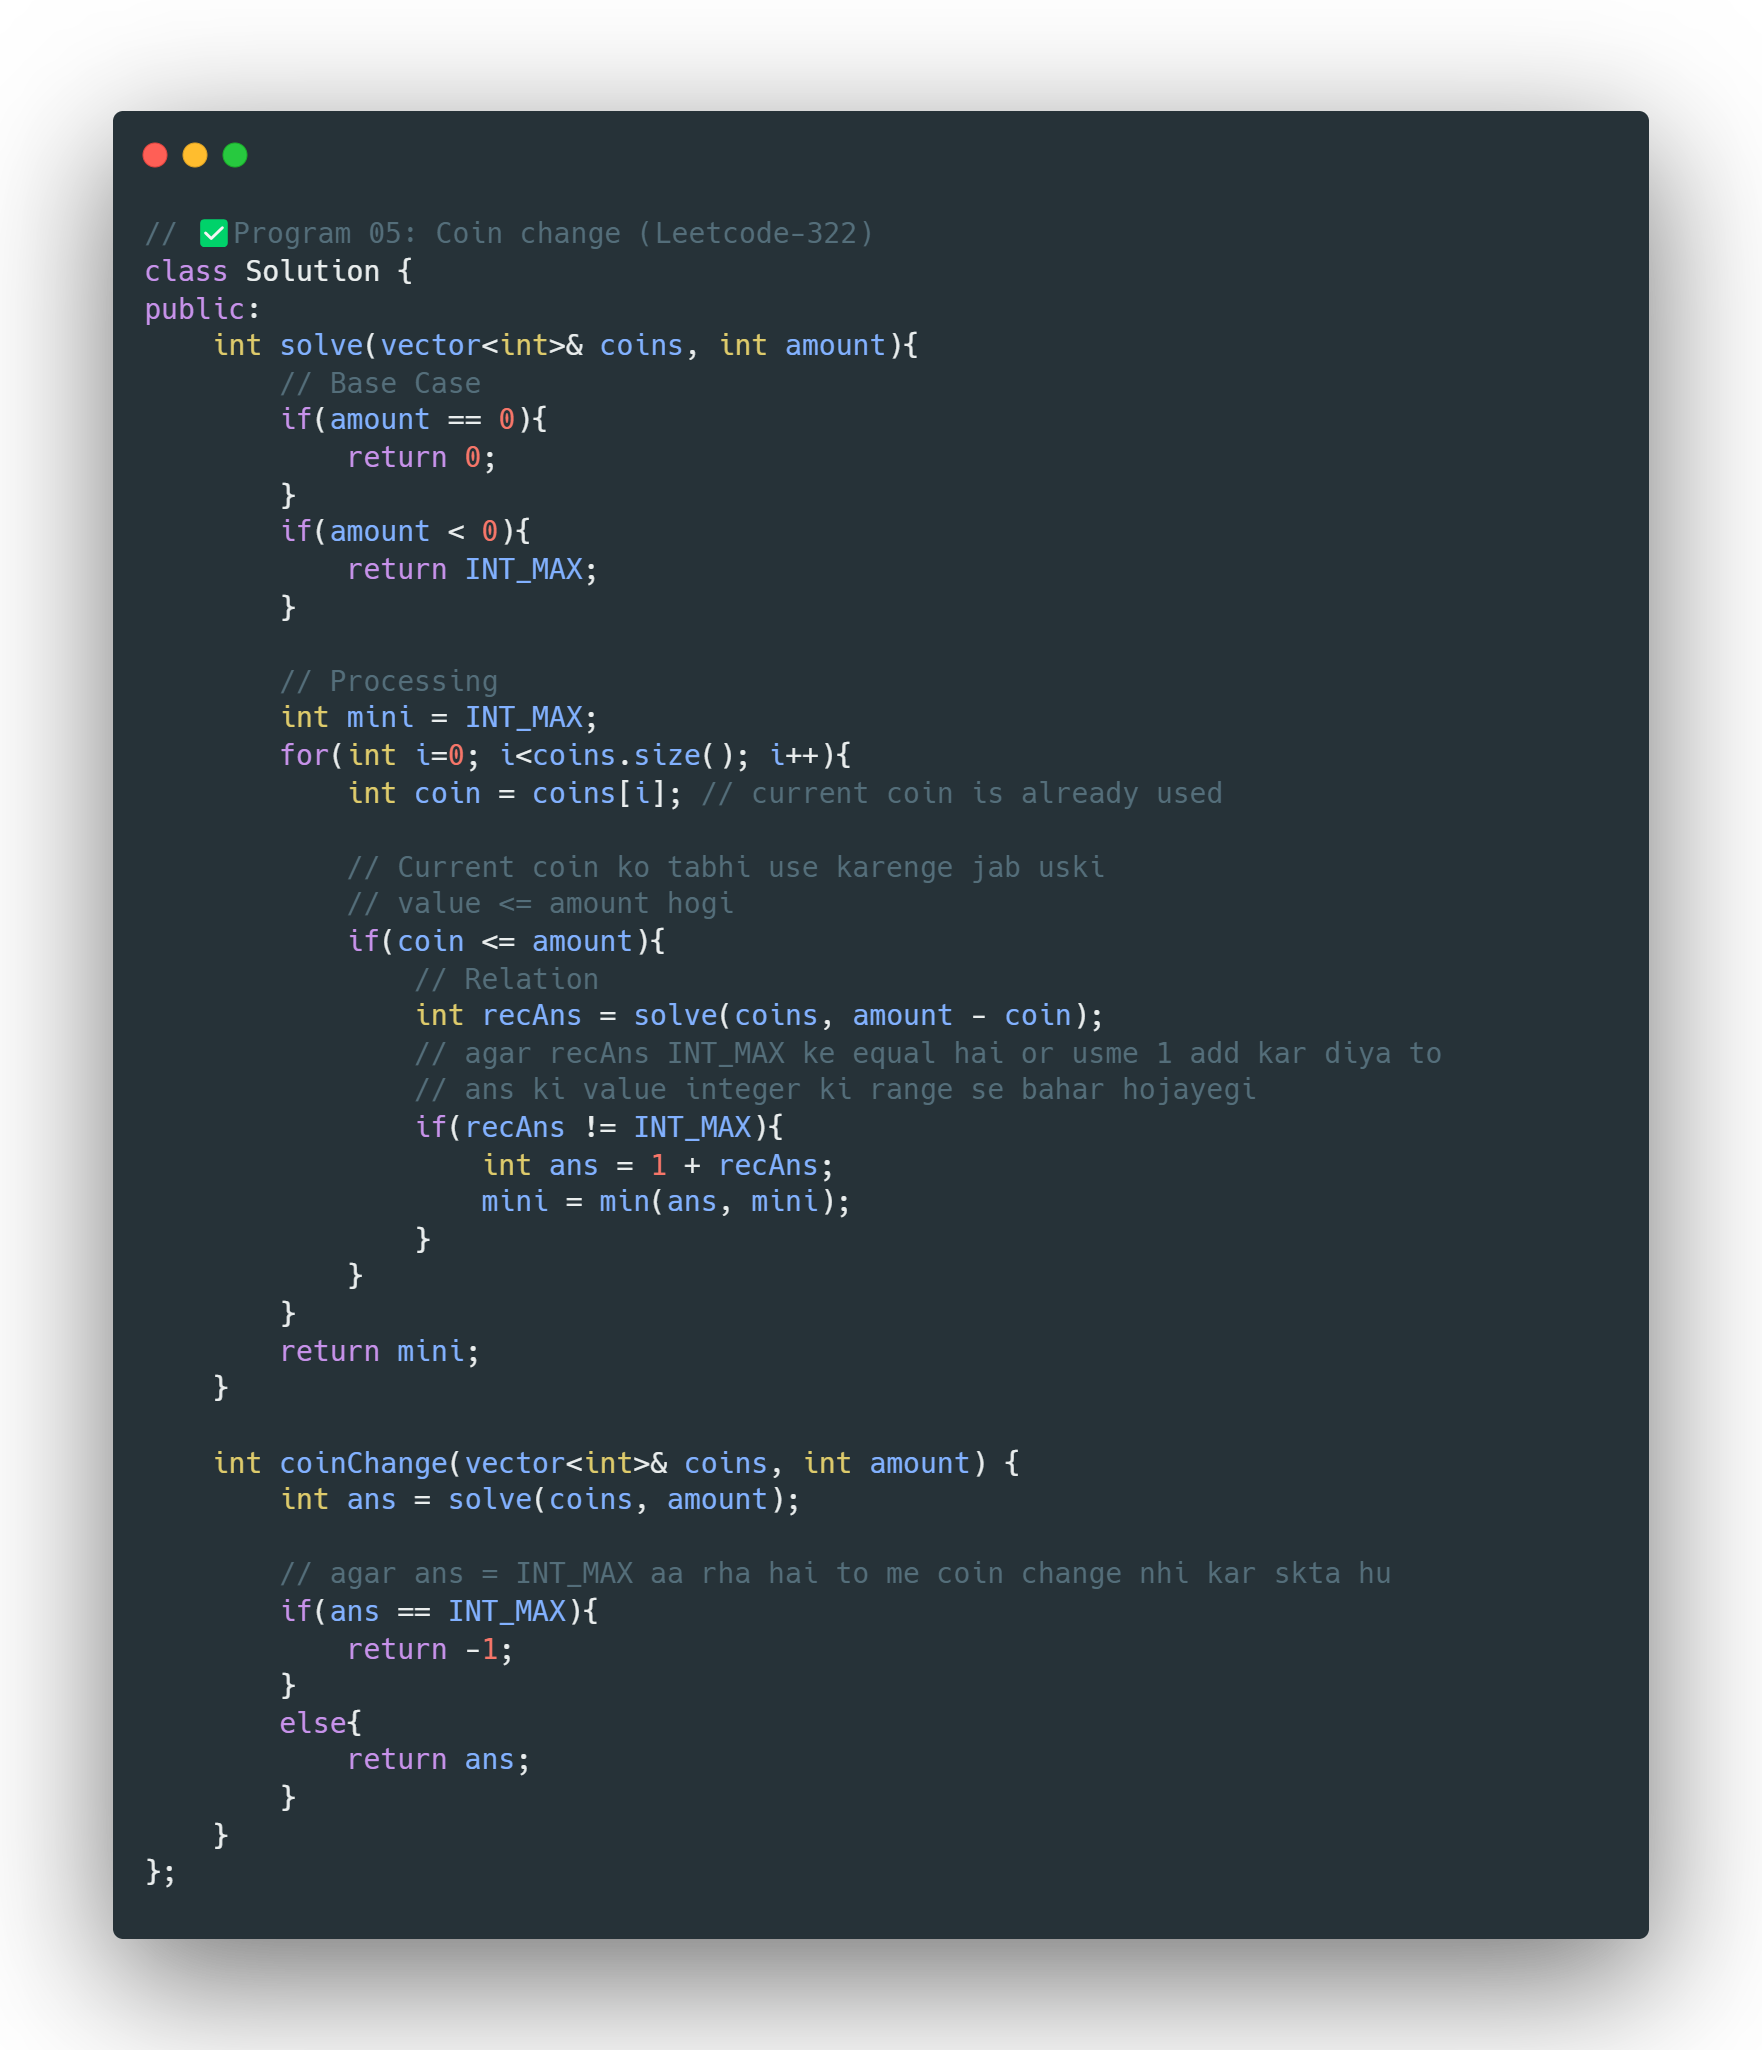 // ✅Program 05: Coin change (Leetcode-322)
class Solution {
public:
    int solve(vector<int>& coins, int amount){
        // Base Case
        if(amount == 0){
            return 0;
        }
        if(amount < 0){
            return INT_MAX;
        }

        // Processing
        int mini = INT_MAX;
        for(int i=0; i<coins.size(); i++){
            int coin = coins[i]; // current coin is already used

            // Current coin ko tabhi use karenge jab uski
            // value <= amount hogi
            if(coin <= amount){
                // Relation
                int recAns = solve(coins, amount - coin);
                // agar recAns INT_MAX ke equal hai or usme 1 add kar diya to
                // ans ki value integer ki range se bahar hojayegi
                if(recAns != INT_MAX){
                    int ans = 1 + recAns;
                    mini = min(ans, mini);
                }
            }
        }
        return mini;
    }

    int coinChange(vector<int>& coins, int amount) {
        int ans = solve(coins, amount);

        // agar ans = INT_MAX aa rha hai to me coin change nhi kar skta hu
        if(ans == INT_MAX){
            return -1;
        }
        else{
            return ans;
        }
    }
};